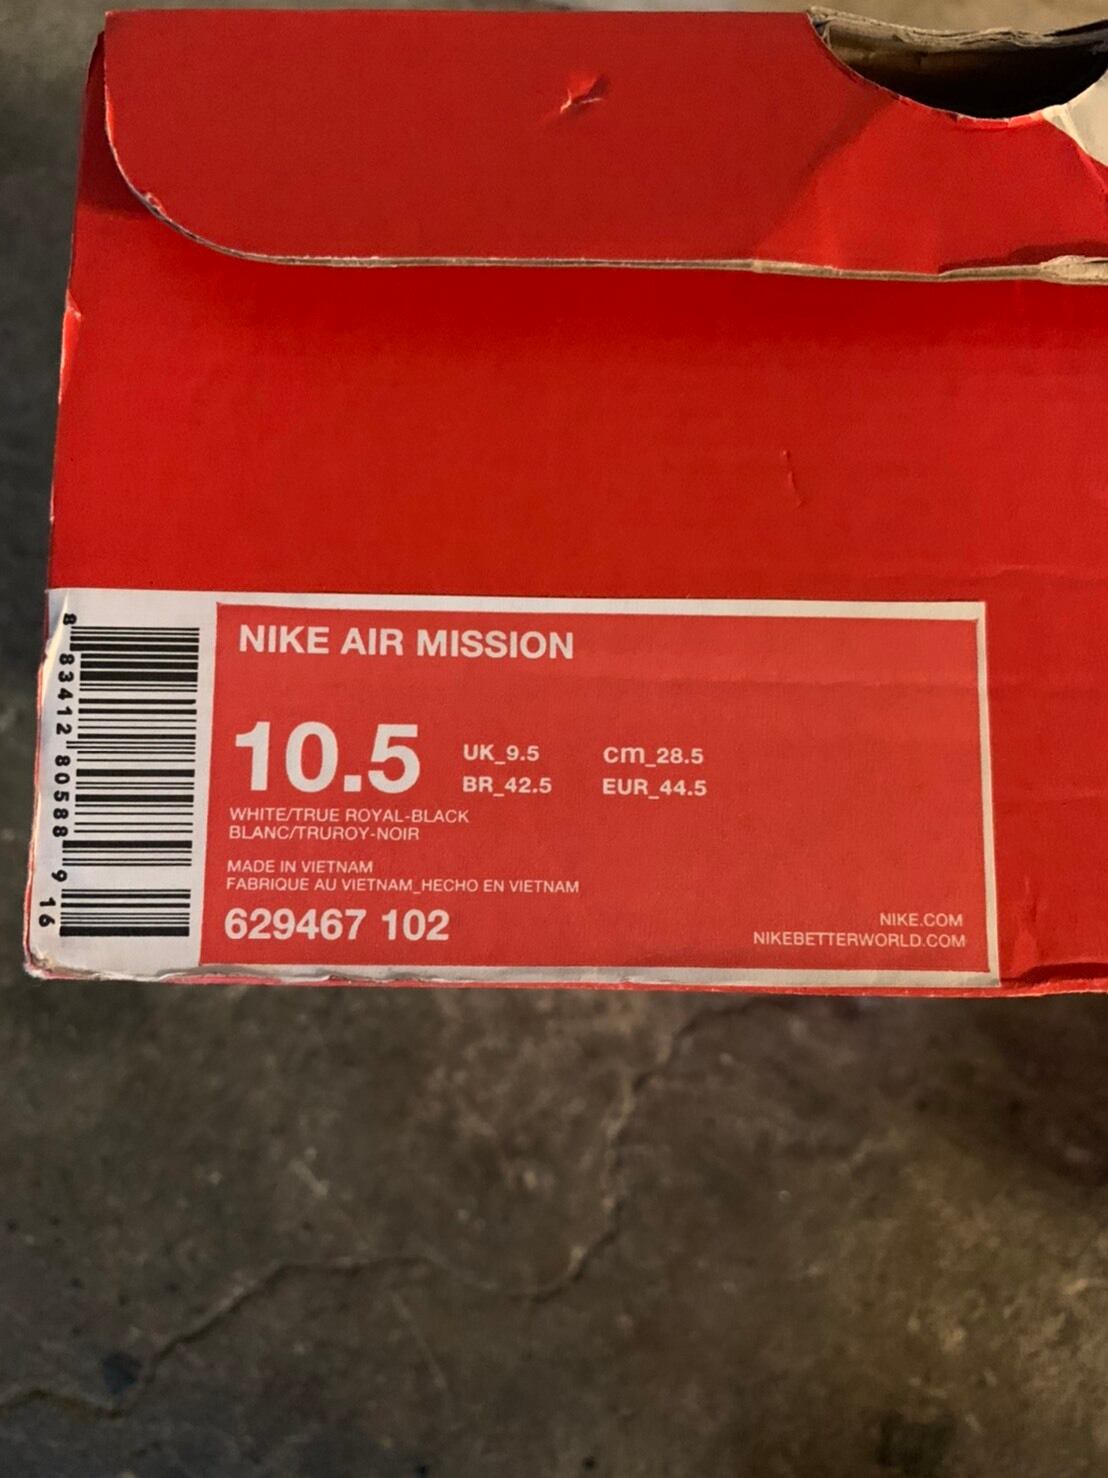 NIKE AIR MISSION
10.5
UK_9.5 cm_28.5
BR_42.5 EUR_44.5
WHITE/TRUE ROYAL-BLACK
BLANC/TRUROY-NOIR
MADE IN VIETNAM
FABRIQUE AU VIETNAM_HECHO EN VIETNAM
629467 102
NIKE.COM
NIKEBETTERWORLD.COM
8 83412 80588 9 16